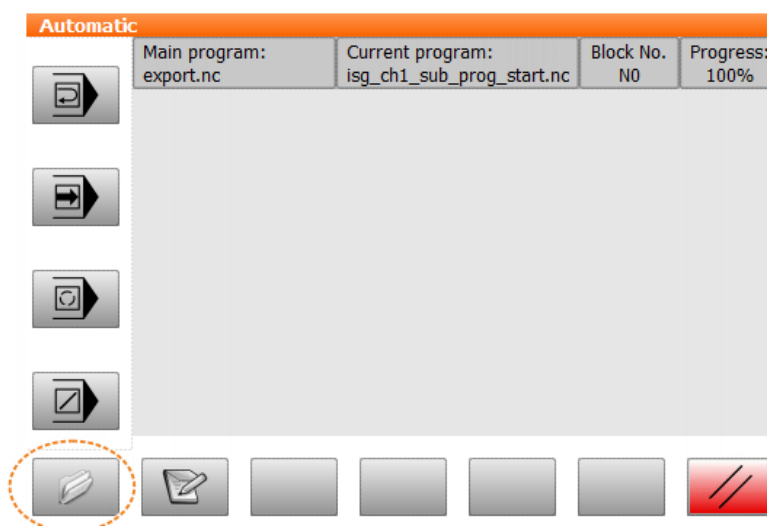 Automatic
Main program:
export.nc
Current program:
isg_ch1_sub_prog_start.nc
Block No.
N0
Progress:
100%